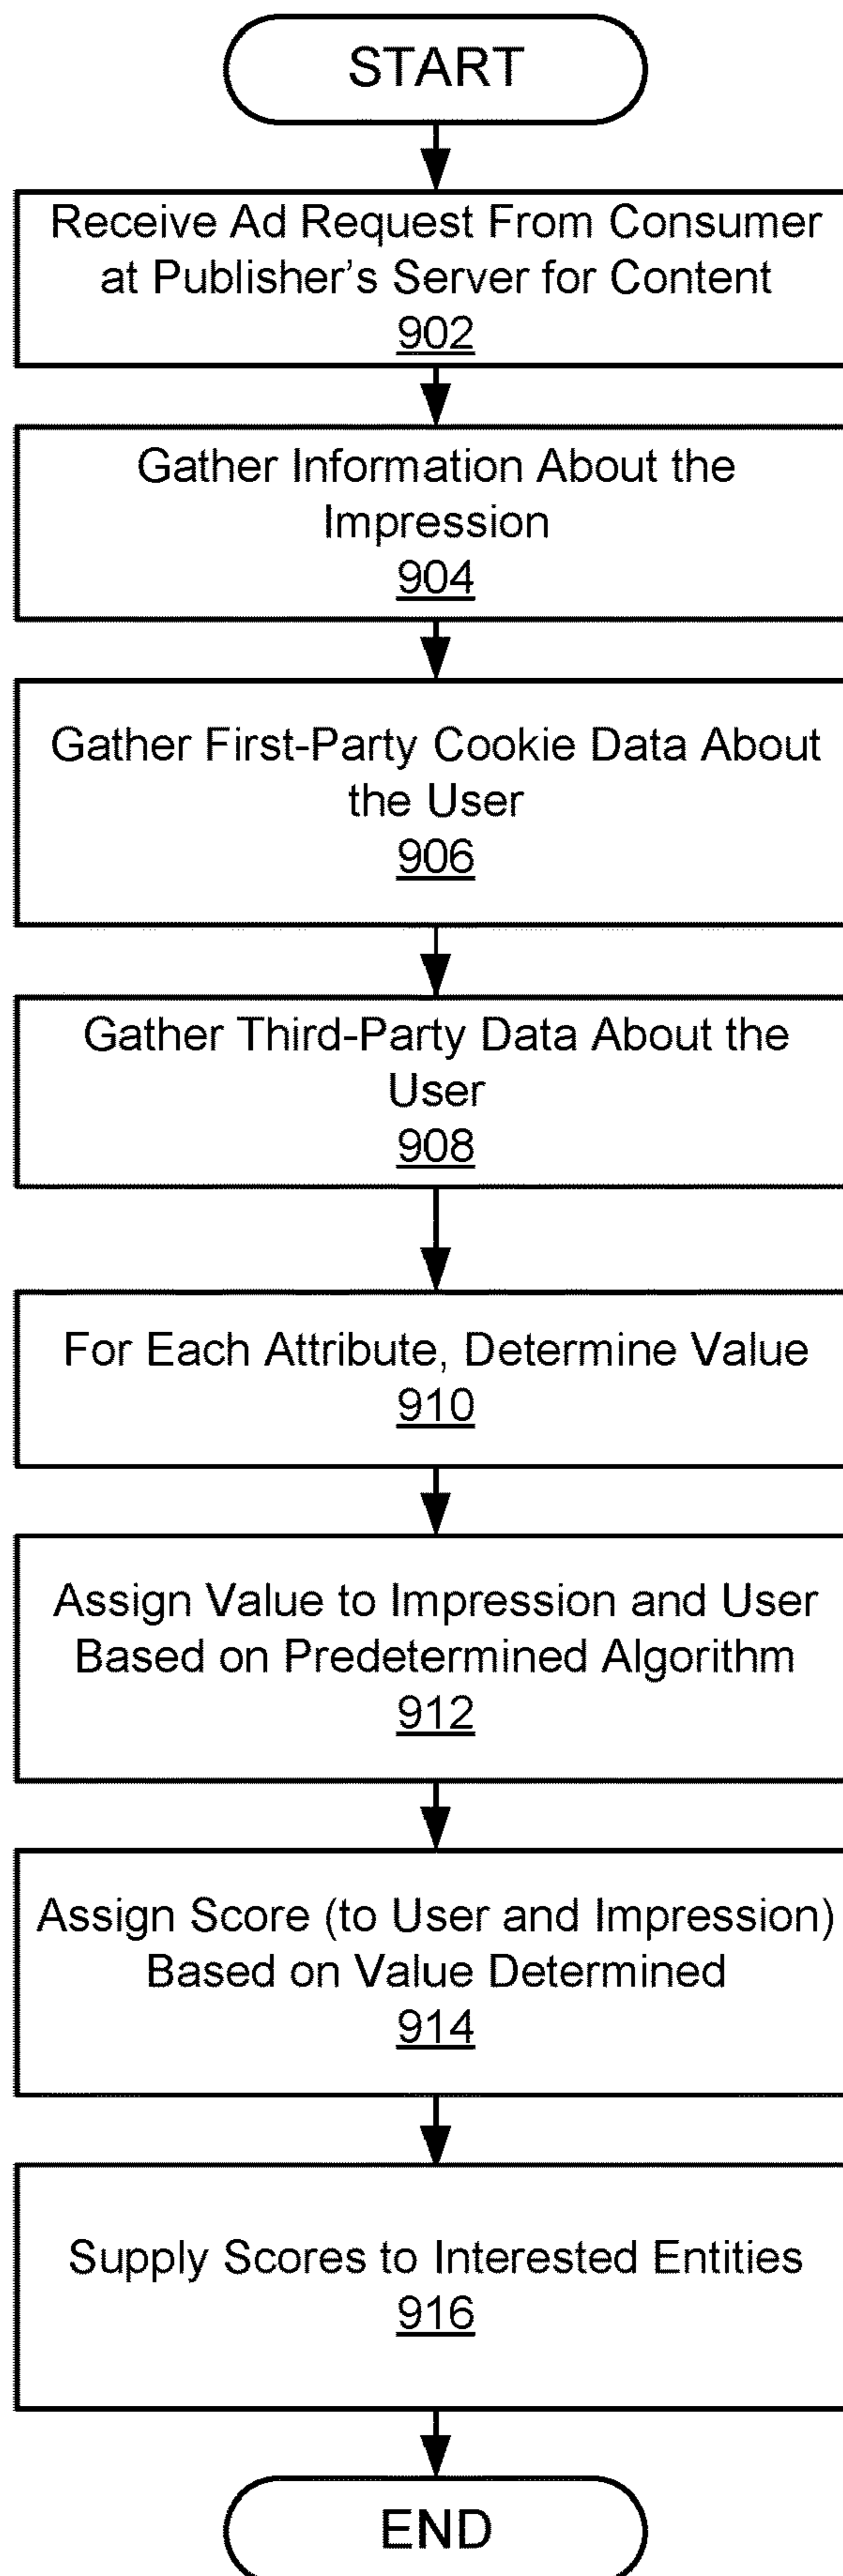 START
Receive Ad Request From Consumer
at Publisher's Server for Content
902
Gather Information About the
Impression
904
Gather First-Party Cookie Data About
the User
906
Gather Third-Party Data About the
User
908
For Each Attribute, Determine Value
910
Assign Value to Impression and User
Based on Predetermined Algorithm
912
Assign Score (to User and Impression)
Based on Value Determined
914
Supply Scores to Interested Entities
916
END